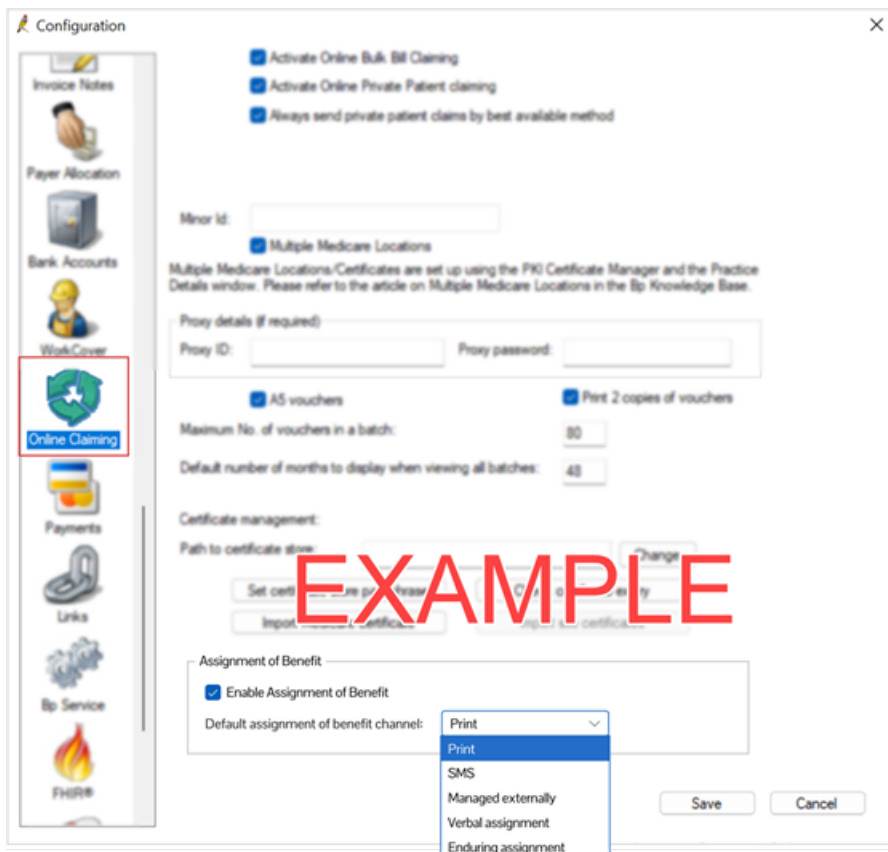 Configuration
Invoice Notes
Payer Allocation
Bank Accounts
WorkCover
Online Claiming
Payments
Links
Bp Service
FHIR®
Activate Online Bulk Bill Claiming
Activate Online Private Patient claiming
Always send private patient claims by best available method
Minor Id:
Multiple Medicare Locations
Multiple Medicare Locations/Certificates are set up using the PKI Certificate Manager and the Practice
Details window. Please refer to the article on Multiple Medicare Locations in the Bp Knowledge Base.
Proxy details (if required)
Proxy ID: Proxy password:
A5 vouchers Print 2 copies of vouchers
Maximum No. of vouchers in a batch: 80
Default number of months to display when viewing all batches: 48
Certificate management:
Path to certificate store: Change
EXAMPLE
Assignment of Benefit
Enable Assignment of Benefit
Default assignment of benefit channel: Print
Print
SMS
Managed externally
Verbal assignment
Enduring assignment
Save Cancel